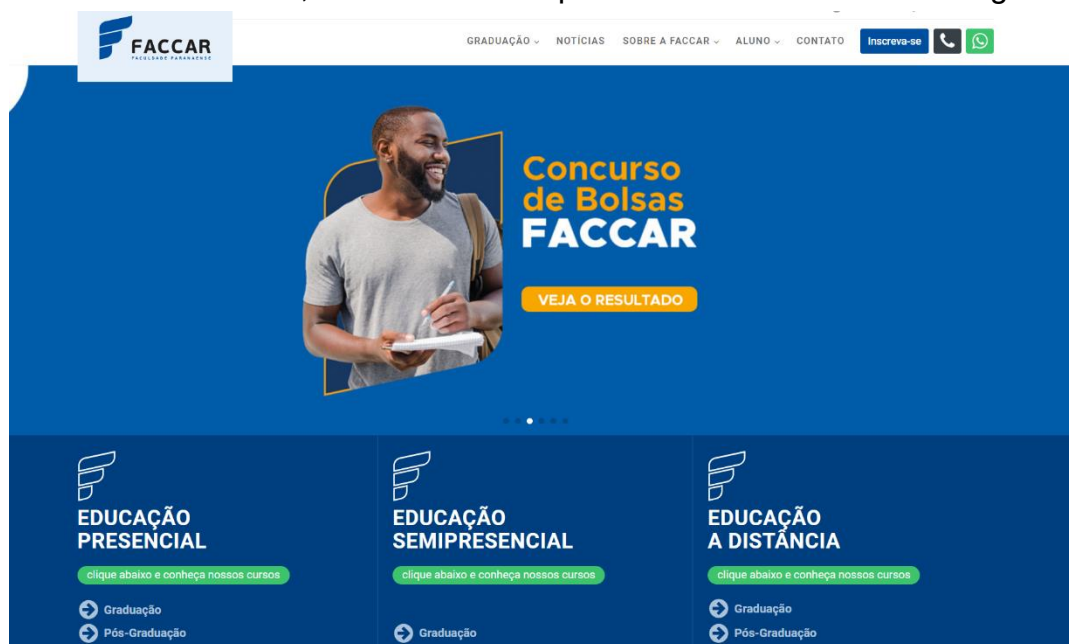 FACCAR
FACULDADE PARANAENSE
GRADUAÇÃO NOTÍCIAS SOBRE A FACCAR ALUNO CONTATO Inscreva-se
Concurso
de Bolsas
FACCAR
VEJA O RESULTADO
EDUCAÇÃO
PRESENCIAL
clique abaixo e conheça nossos cursos
Graduação
Pós-Graduação
EDUCAÇÃO
SEMIPRESENCIAL
clique abaixo e conheça nossos cursos
Graduação
EDUCAÇÃO
A DISTÂNCIA
clique abaixo e conheça nossos cursos
Graduação
Pós-Graduação